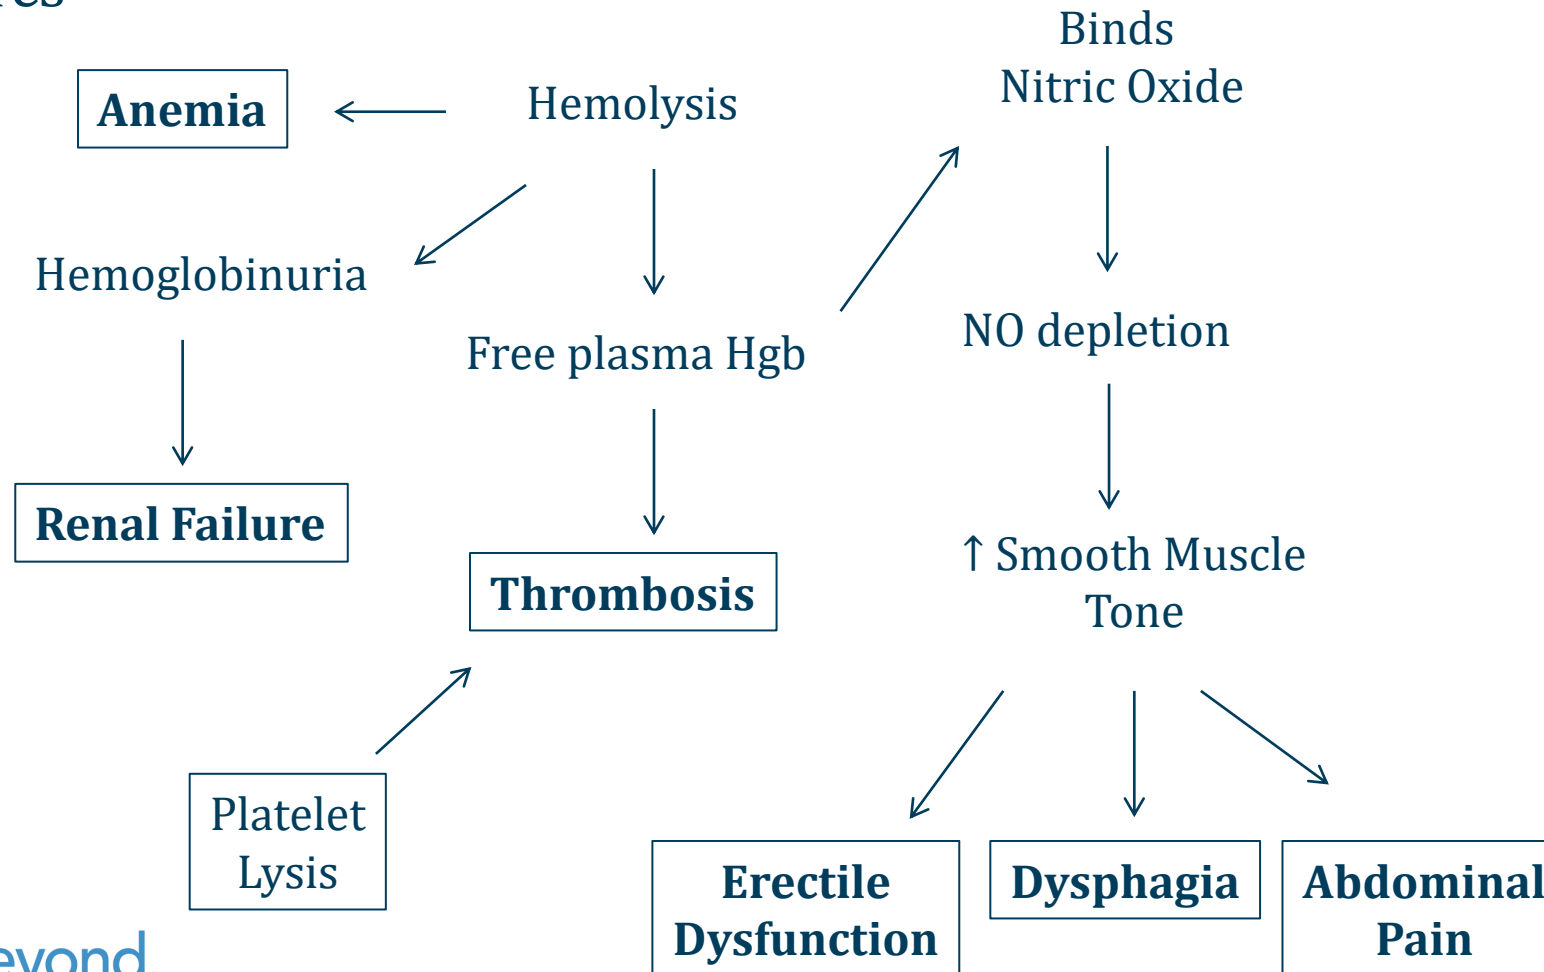 Binds
Nitric Oxide
Anemia
Hemolysis
Hemoglobinuria
Free plasma Hgb
NO depletion
Renal Failure
Thrombosis
↑ Smooth Muscle
Tone
Platelet
Lysis
Erectile
Dysfunction
Dysphagia
Abdominal
Pain